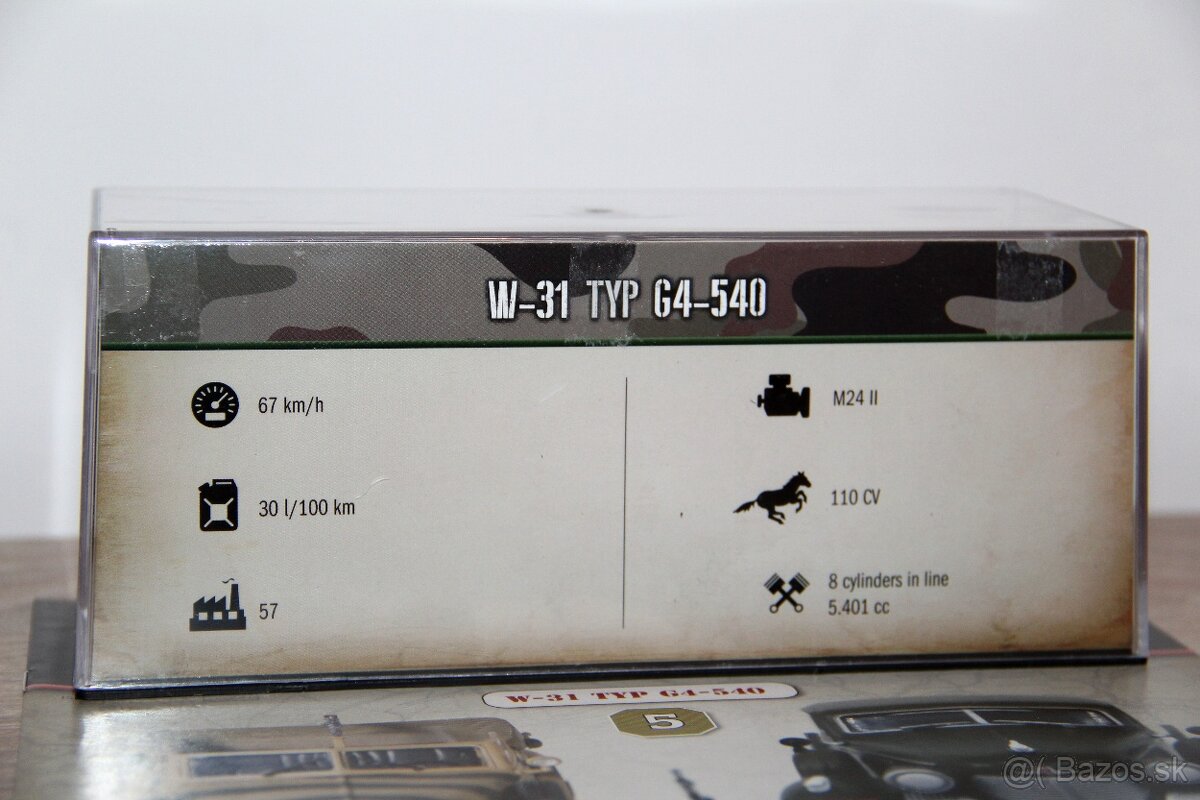 W-31 TYP G4-540
67 km/h
30 l/100 km
57
M24 II
110 CV
8 cylinders in line
5.401 cc
W-31 TYP G4-540
5
@( Bazos.sk